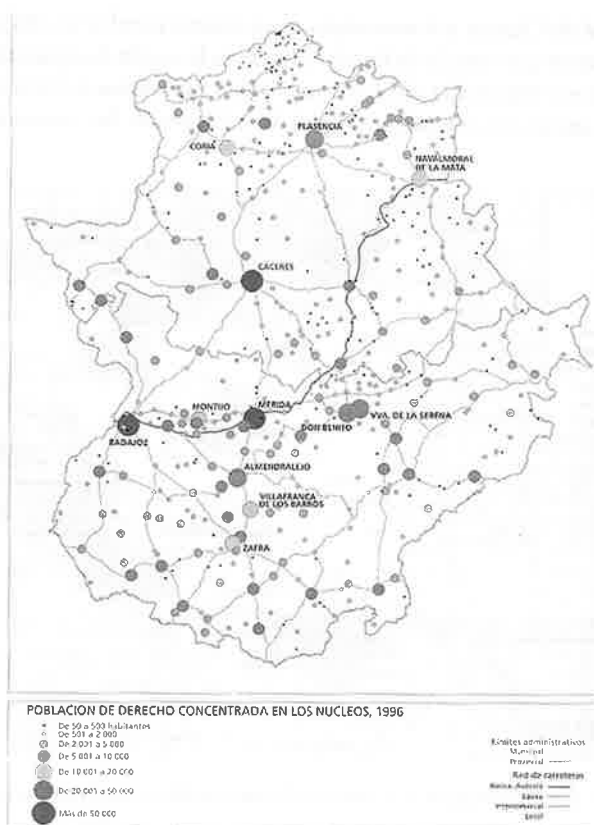 PLASENCIA
CORIA
NAVALMORAL
DE LA MATA
CACERES
MONTIJO
MERIDA
VVA. DE LA SERENA
DON BENITO
BADAJOZ
ALMENDRALEJO
VILLAFRANCA
DE LOS BARROS
ZAFRA
POBLACION DE DERECHO CONCENTRADA EN LOS NUCLEOS, 1996
De 50 a 500 habitantes
De 501 a 2 000
De 2 001 a 5 000
De 5 001 a 10 000
De 10 001 a 20 000
De 20 001 a 50 000
Más de 50 000
Límites administrativos
Municipal
Provincial
Red de carreteras
Local